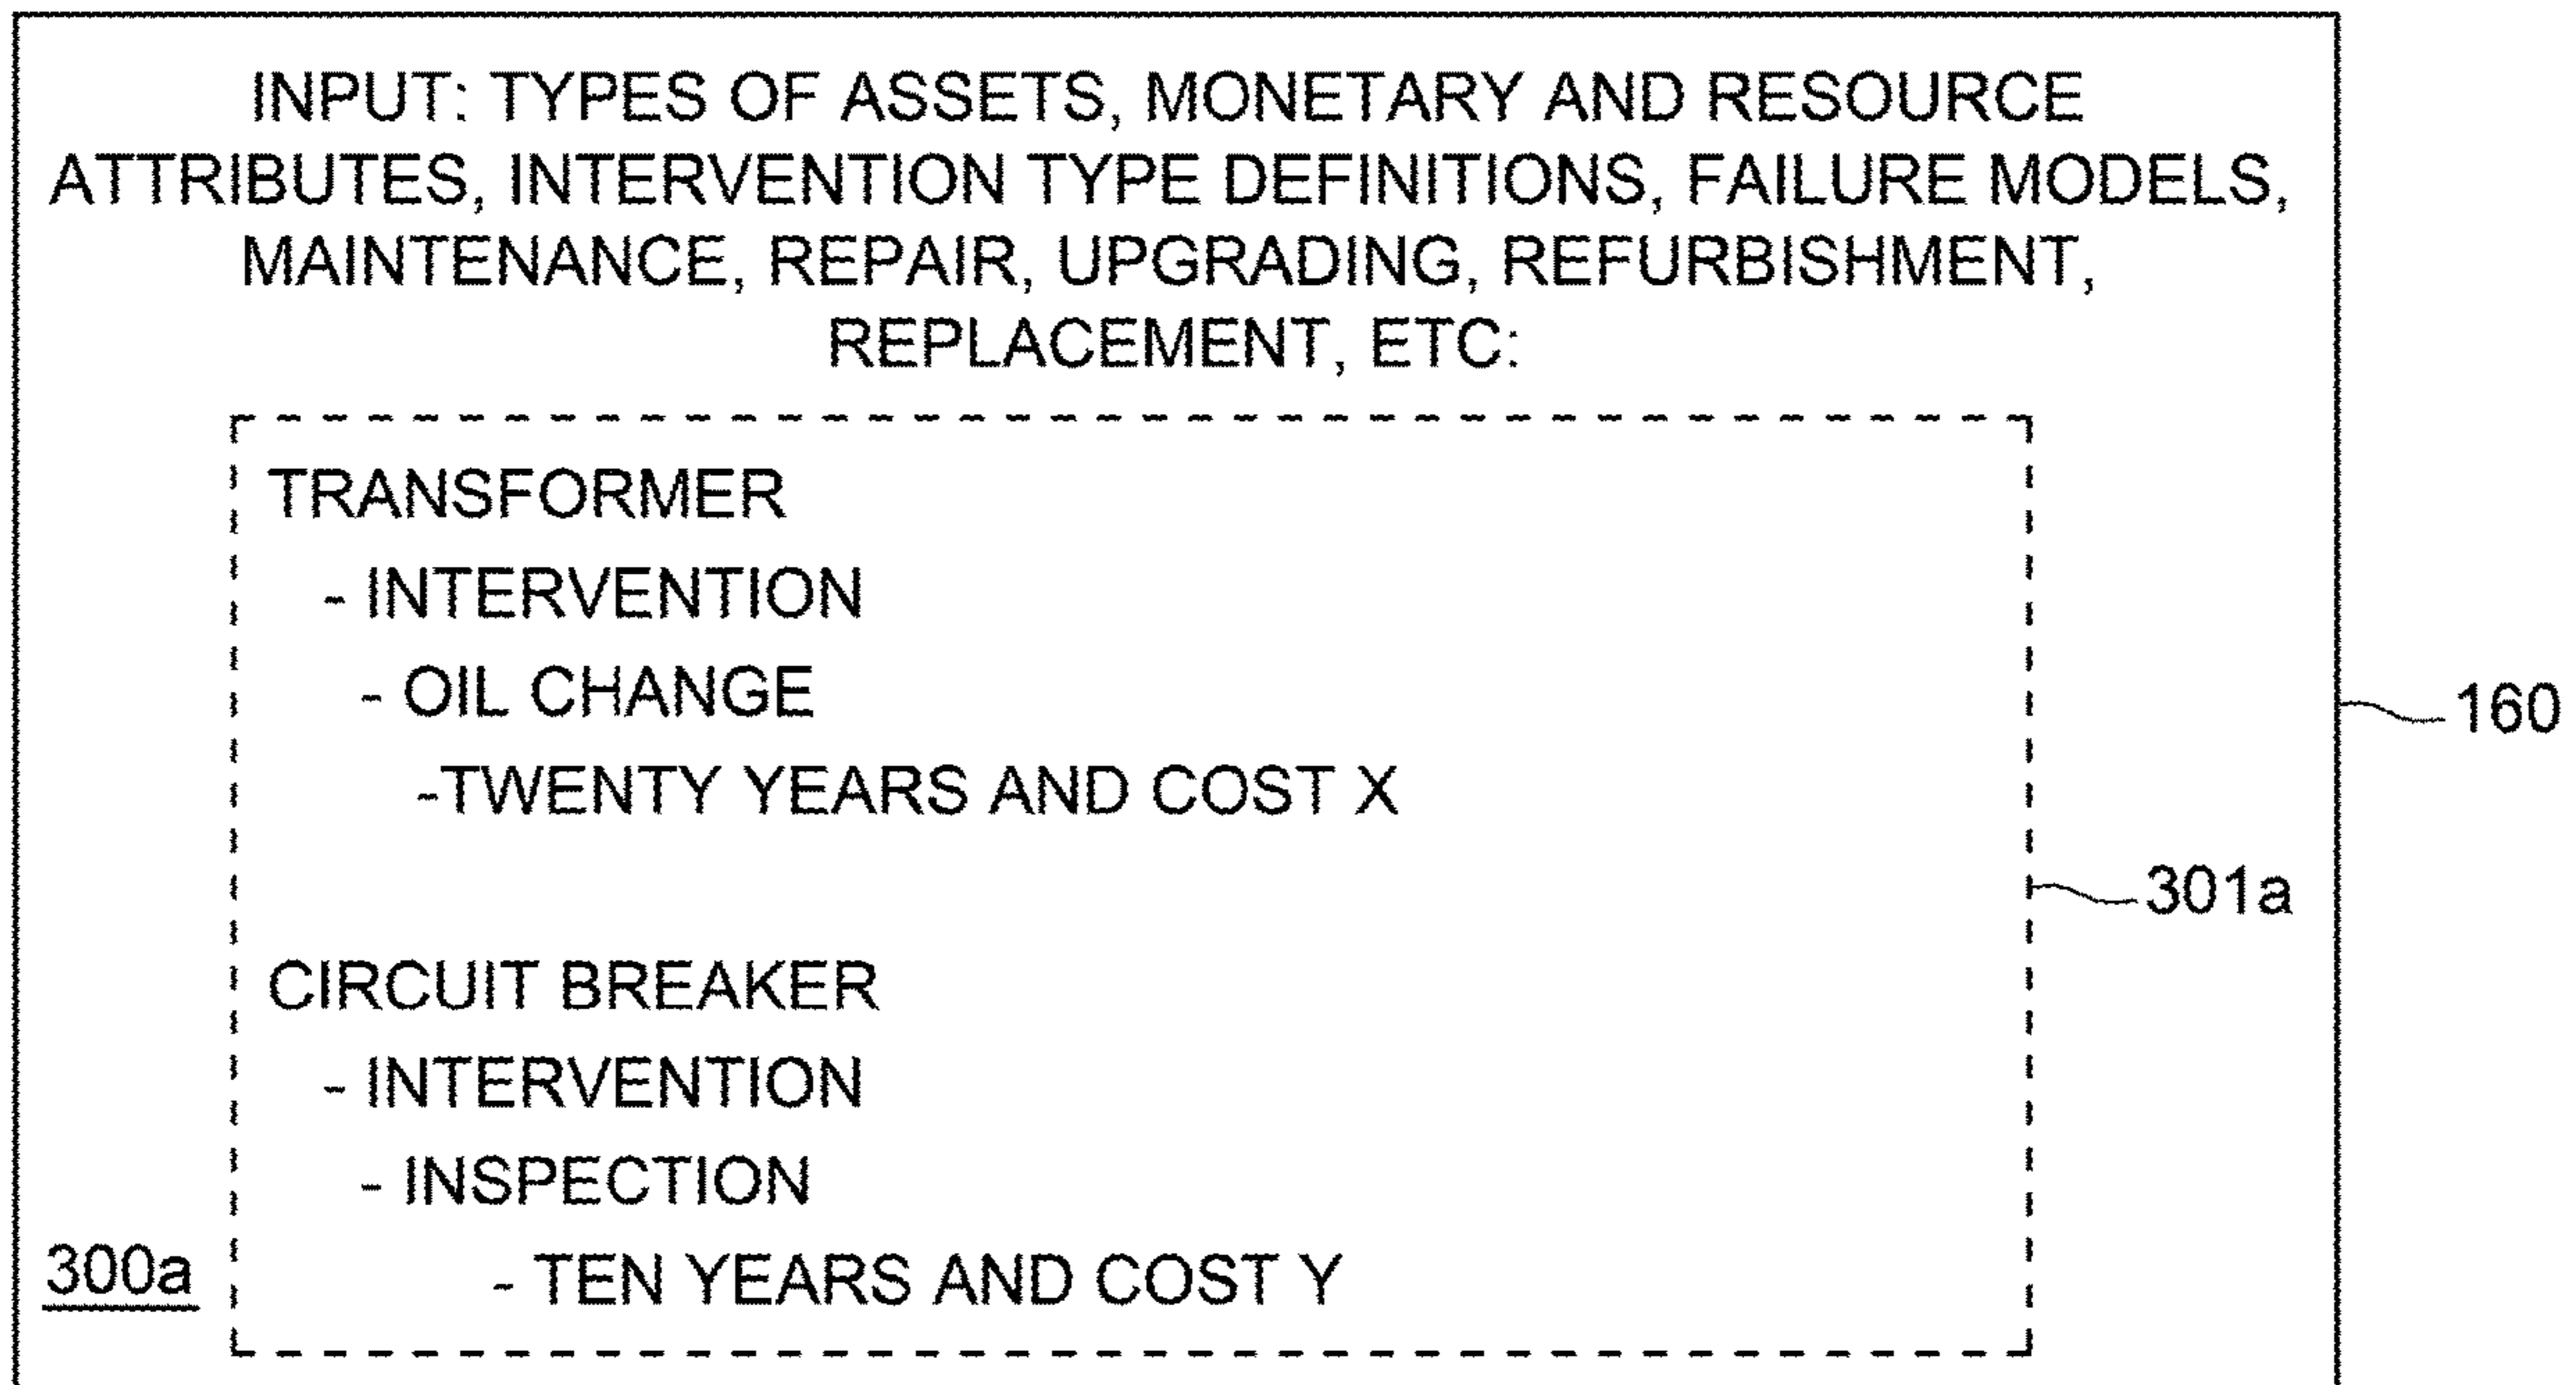 INPUT: TYPES OF ASSETS, MONETARY AND RESOURCE
ATTRIBUTES, INTERVENTION TYPE DEFINITIONS, FAILURE MODELS,
MAINTENANCE, REPAIR, UPGRADING, REFURBISHMENT,
REPLACEMENT, ETC:
TRANSFORMER
- INTERVENTION
- OIL CHANGE
-TWENTY YEARS AND COST X
160
301a
CIRCUIT BREAKER
- INTERVENTION
- INSPECTION
- TEN YEARS AND COST Y
300a